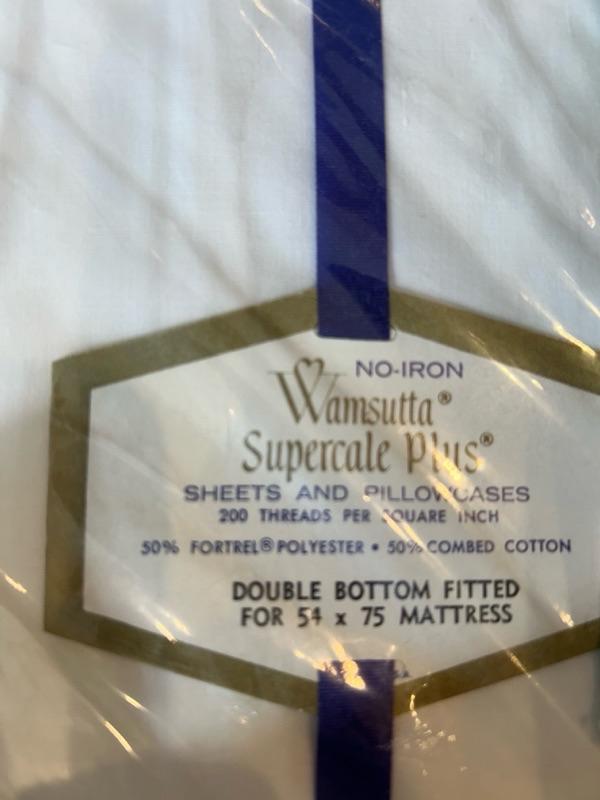 NO-IRON
Wamsutta®
Supercale Plus®
SHEETS AND PILLOWCASES
200 THREADS PER SQUARE INCH
50% FORTREL® POLYESTER • 50% COMBED COTTON
DOUBLE BOTTOM FITTED
FOR 54 x 75 MATTRESS